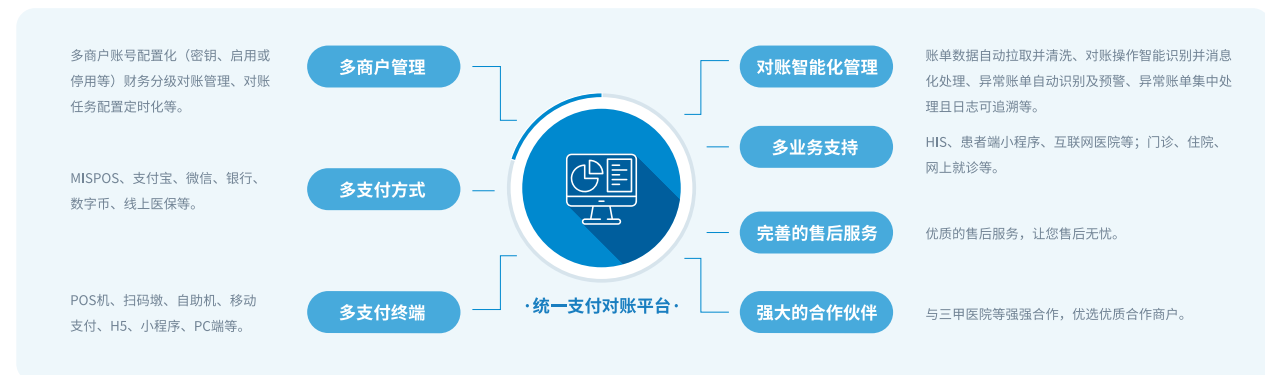 多商户账号配置化（密钥、启用或
停用等）财务分级对账管理、对账
任务配置定时化等。
多商户管理
MISPOS、支付宝、微信、银行、
数字币、线上医保等。
多支付方式
POS机、扫码墩、自助机、移动
支付、H5、小程序、PC端等。
多支付终端
·统一支付对账平台·
对账智能化管理
账单数据自动拉取并清洗、对账操作智能识别并消息
化处理、异常账单自动识别及预警、异常账单集中处
理且日志可追溯等。
多业务支持
HIS、患者端小程序、互联网医院等；门诊、住院、
网上就诊等。
完善的售后服务
优质的售后服务，让您售后无忧。
强大的合作伙伴
与三甲医院等强强合作，优选优质合作商户。